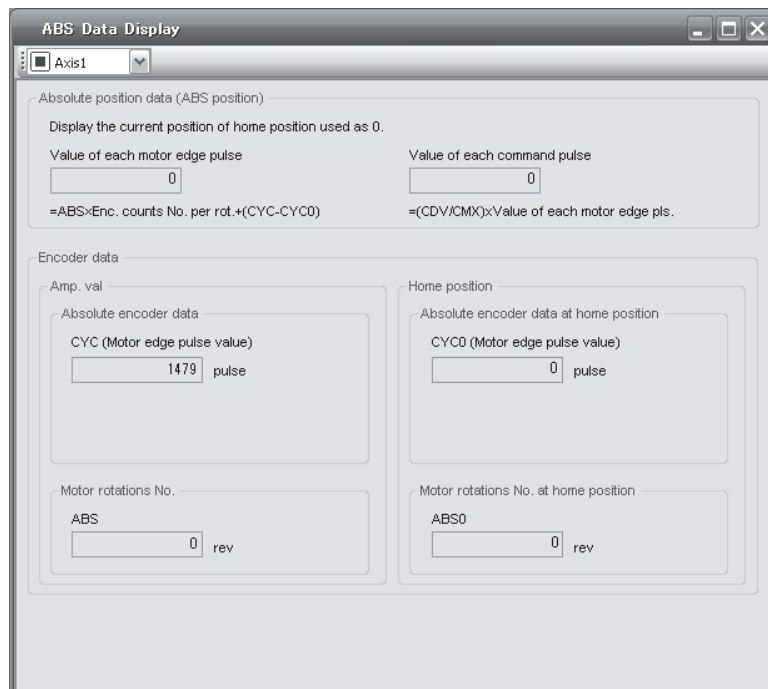 ABS Data Display
Axis1
Absolute position data (ABS position)
Display the current position of home position used as 0.
Value of each motor edge pulse
Value of each command pulse
0
0
=ABS×Enc. counts No. per rot.+(CYC-CYC0)
=(CDV/CMX)xValue of each motor edge pls.
Encoder data
Amp. val
Home position
Absolute encoder data
Absolute encoder data at home position
CYC (Motor edge pulse value)
CYC0 (Motor edge pulse value)
1479 pulse
0 pulse
Motor rotations No.
Motor rotations No. at home position
ABS
ABS0
0 rev
0 rev